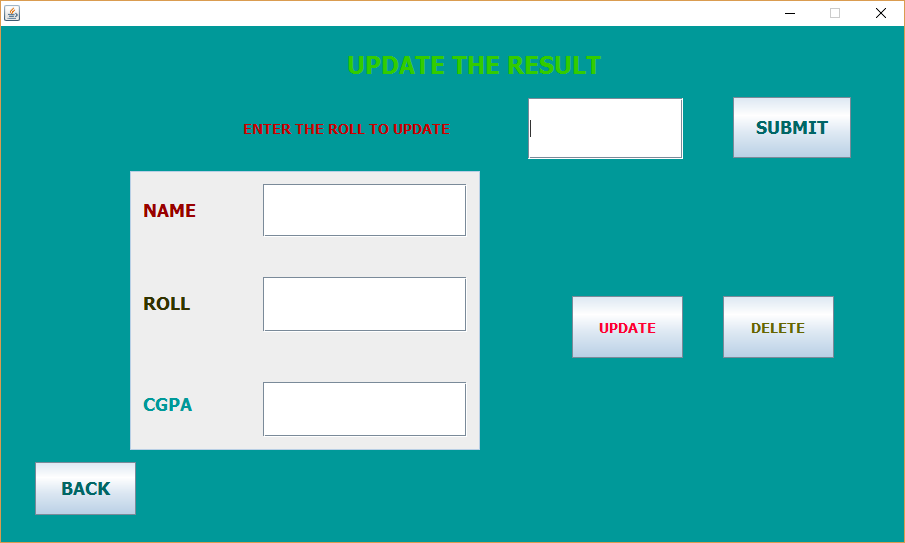 UPDATE THE RESULT
ENTER THE ROLL TO UPDATE
SUBMIT
NAME
ROLL
UPDATE
DELETE
CGPA
BACK